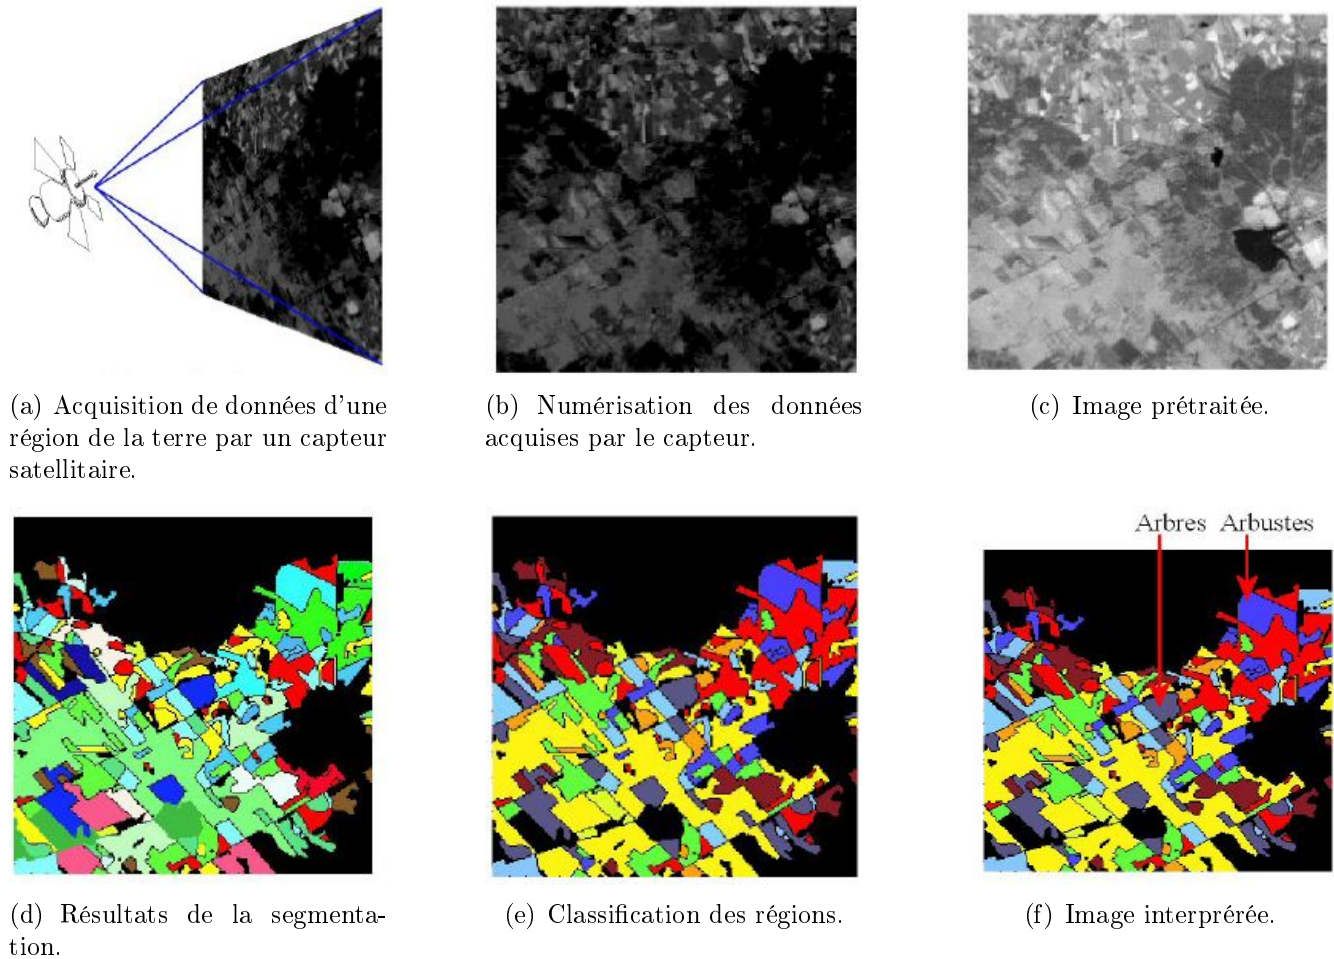 (a) Acquisition de données d'une
région de la terre par un capteur
satellitaire.
(b) Numérisation des données
acquises par le capteur.
(c) Image prétraitée.
Arbres Arbustes
(d) Résultats de la segmenta-
tion.
(e) Classification des régions.
(f) Image interprérée.